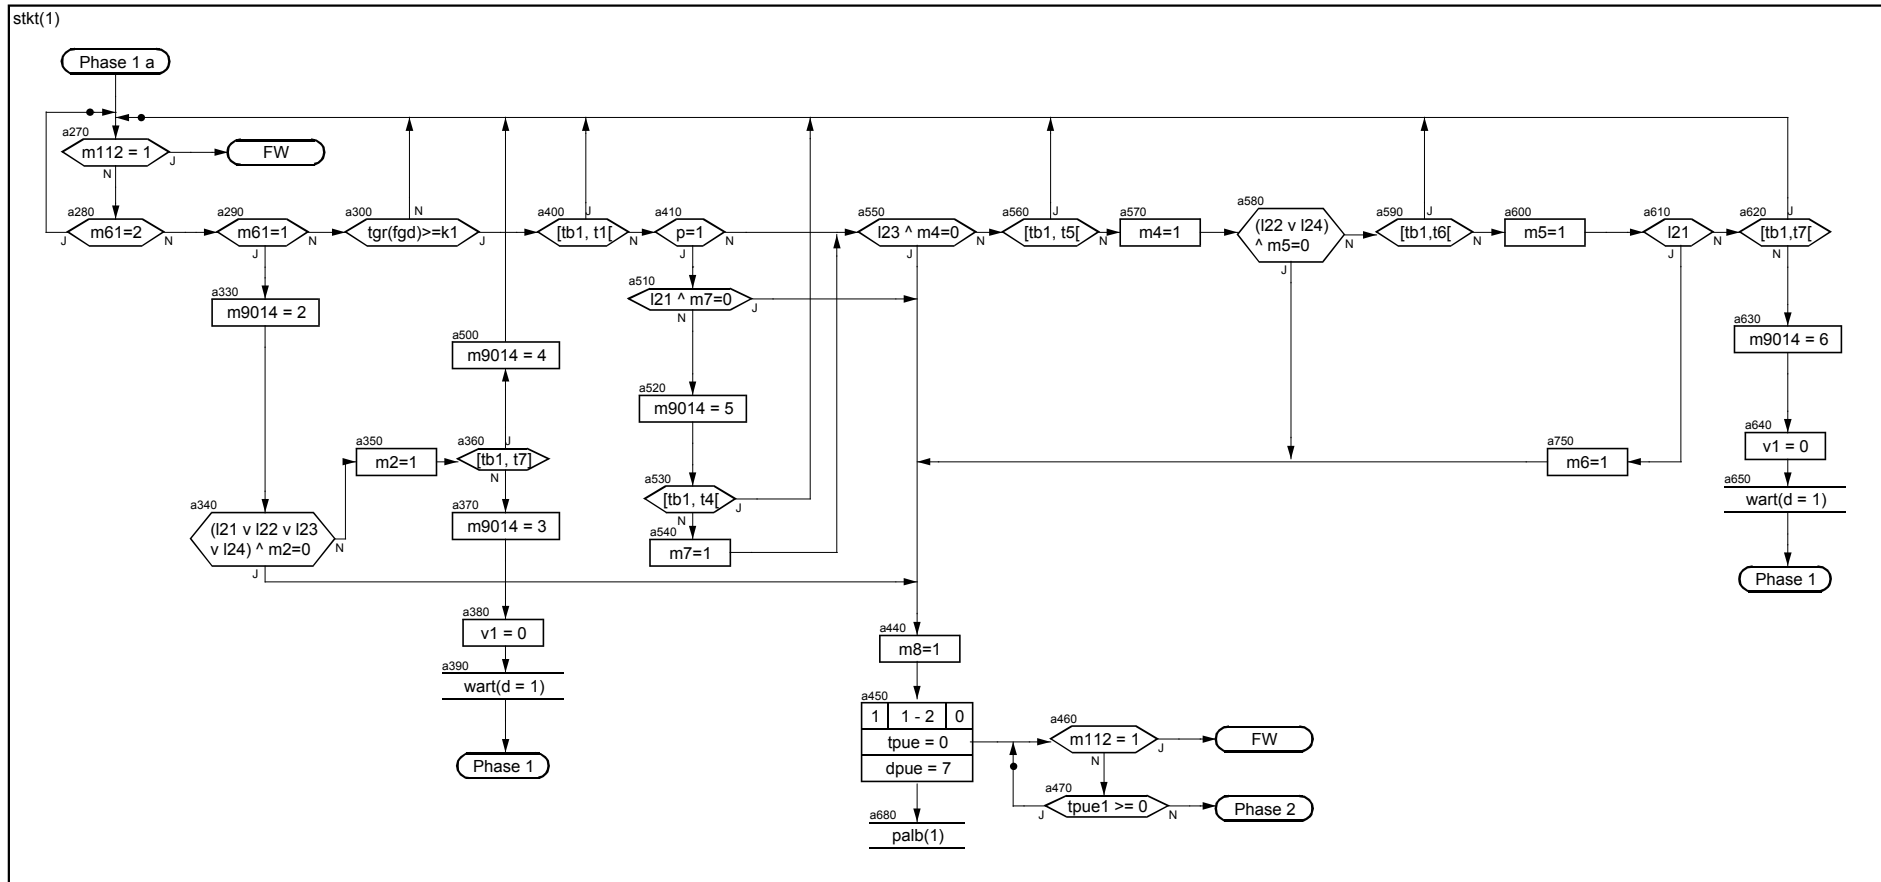 stkt(1)
Phase 1 a
a270
m112 = 1
J
N
FW
a280
m61=2
J
N
a290
m61=1
N
J
a300
N
tgr(fgd)>=k1
J
a400
J
[tb1, t1[
N
a410
p=1
N
J
a550
l23 ^ m4=0
N
J
a560
J
[tb1, t5[
N
a570
m4=1
a580
(l22 v l24)
^ m5=0
N
J
a590
J
[tb1,t6[
N
a600
m5=1
a610
l21
N
J
a620
J
[tb1,t7[
N
a330
m9014 = 2
a510
l21 ^ m7=0
J
N
a500
m9014 = 4
a630
m9014 = 6
a520
m9014 = 5
a350
m2=1
a360
J
[tb1, t7]
N
a750
m6=1
a640
v1 = 0
a530
[tb1, t4[
J
N
a650
wart(d = 1)
a340
(l21 v l22 v l23
v l24) ^ m2=0
N
J
a370
m9014 = 3
a540
m7=1
Phase 1
a380
v1 = 0
a440
m8=1
a390
wart(d = 1)
a450
1 1 - 2 0
tpue = 0
dpue = 7
a460
m112 = 1
J
N
FW
Phase 1
a470
tpue1 >= 0
J
N
Phase 2
a680
palb(1)